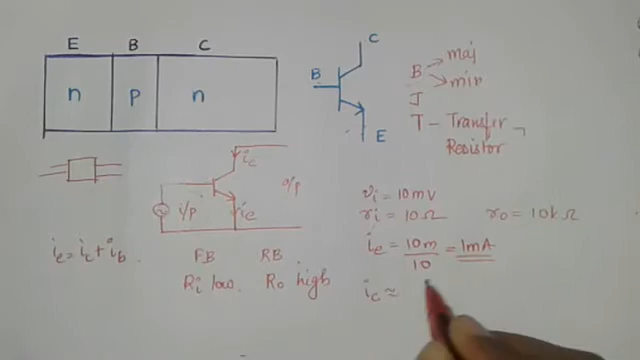 E B C
n p n
B C E
B maj
min
J
T - Transfer
Resistor
ic
i/p o/p
ie
ie = ic + ib
FB RB
Ri low Ro high
vi = 10mV
ri = 10Ω ro = 10kΩ
ie = 10m/10 = 1mA
ic ≈